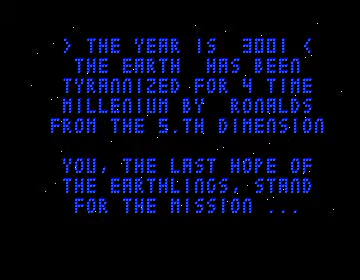 > THE YEAR IS 3001 <
THE EARTH HAS BEEN
TYRANNIZED FOR 4 TIME
MILLENIUM BY RONALDS
FROM THE 5.TH DIMENSION
YOU, THE LAST HOPE OF
THE EARTHLINGS, STAND
FOR THE MISSION ...